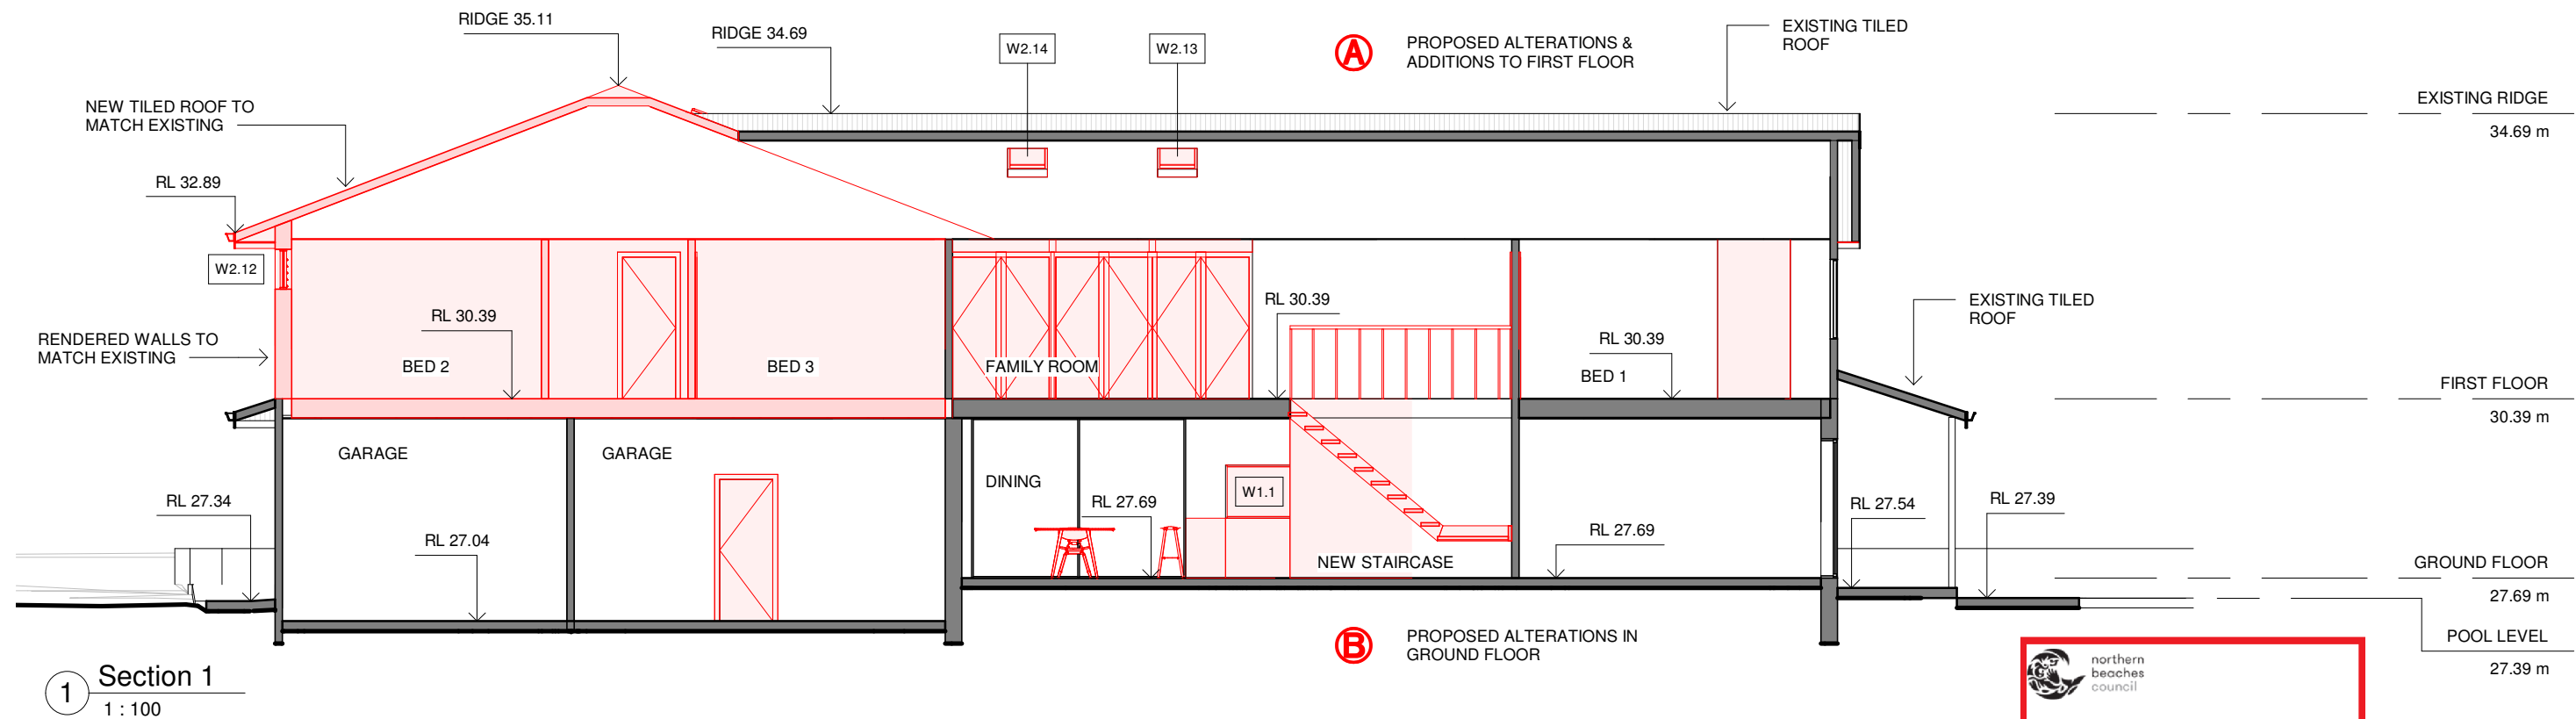 RIDGE 35.11
RIDGE 34.69
W2.14
W2.13
A
PROPOSED ALTERATIONS &
ADDITIONS TO FIRST FLOOR
EXISTING TILED
ROOF
NEW TILED ROOF TO
MATCH EXISTING
EXISTING RIDGE
34.69 m
RL 32.89
W2.12
RL 30.39
RL 30.39
EXISTING TILED
ROOF
RENDERED WALLS TO
MATCH EXISTING
BED 2
BED 3
FAMILY ROOM
RL 30.39
BED 1
FIRST FLOOR
30.39 m
GARAGE
GARAGE
DINING
W1.1
RL 27.34
RL 27.69
RL 27.54
RL 27.39
RL 27.04
RL 27.69
NEW STAIRCASE
GROUND FLOOR
27.69 m
B
PROPOSED ALTERATIONS IN
GROUND FLOOR
POOL LEVEL
27.39 m
1
Section 1
1 : 100
northern
beaches
council